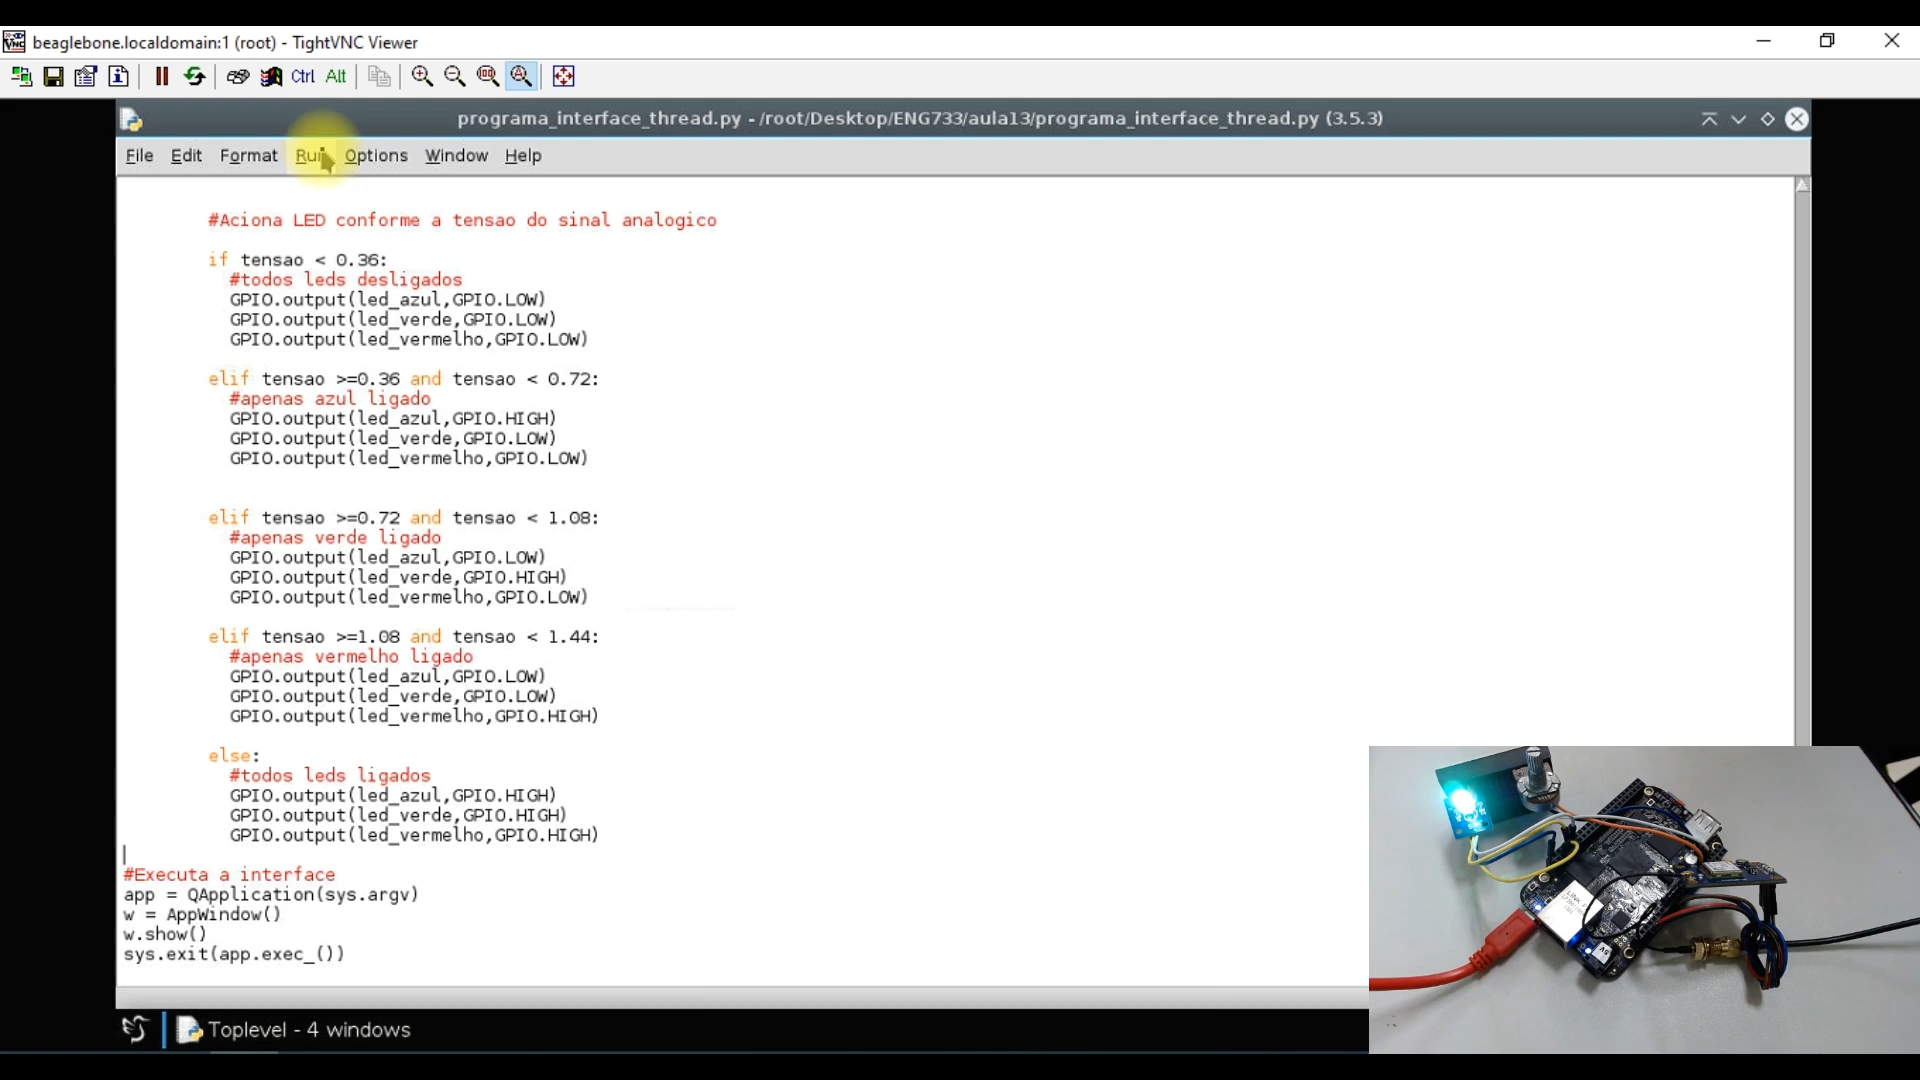 beaglebone.localdomain:1 (root) - TightVNC Viewer
Ctrl Alt
programa_interface_thread.py - /root/Desktop/ENG733/aula13/programa_interface_thread.py (3.5.3)
File Edit Format Run Options Window Help
#Aciona LED conforme a tensao do sinal analogico
if tensao < 0.36:
#todos leds desligados
GPIO.output(led_azul,GPIO.LOW)
GPIO.output(led_verde,GPIO.LOW)
GPIO.output(led_vermelho,GPIO.LOW)
elif tensao >=0.36 and tensao < 0.72:
#apenas azul ligado
GPIO.output(led_azul,GPIO.HIGH)
GPIO.output(led_verde,GPIO.LOW)
GPIO.output(led_vermelho,GPIO.LOW)
elif tensao >=0.72 and tensao < 1.08:
#apenas verde ligado
GPIO.output(led_azul,GPIO.LOW)
GPIO.output(led_verde,GPIO.HIGH)
GPIO.output(led_vermelho,GPIO.LOW)
elif tensao >=1.08 and tensao < 1.44:
#apenas vermelho ligado
GPIO.output(led_azul,GPIO.LOW)
GPIO.output(led_verde,GPIO.LOW)
GPIO.output(led_vermelho,GPIO.HIGH)
else:
#todos leds ligados
GPIO.output(led_azul,GPIO.HIGH)
GPIO.output(led_verde,GPIO.HIGH)
GPIO.output(led_vermelho,GPIO.HIGH)
#Executa a interface
app = QApplication(sys.argv)
w = AppWindow()
w.show()
sys.exit(app.exec_())
Toplevel - 4 windows